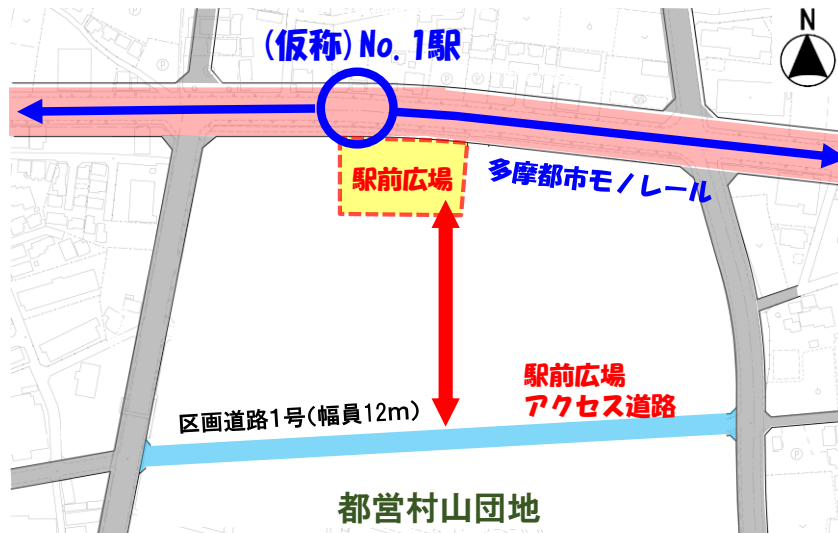 N
(仮称)No.1駅
駅前広場
多摩都市モノレール
駅前広場
アクセス道路
区画道路1号(幅員12m)
都営村山団地